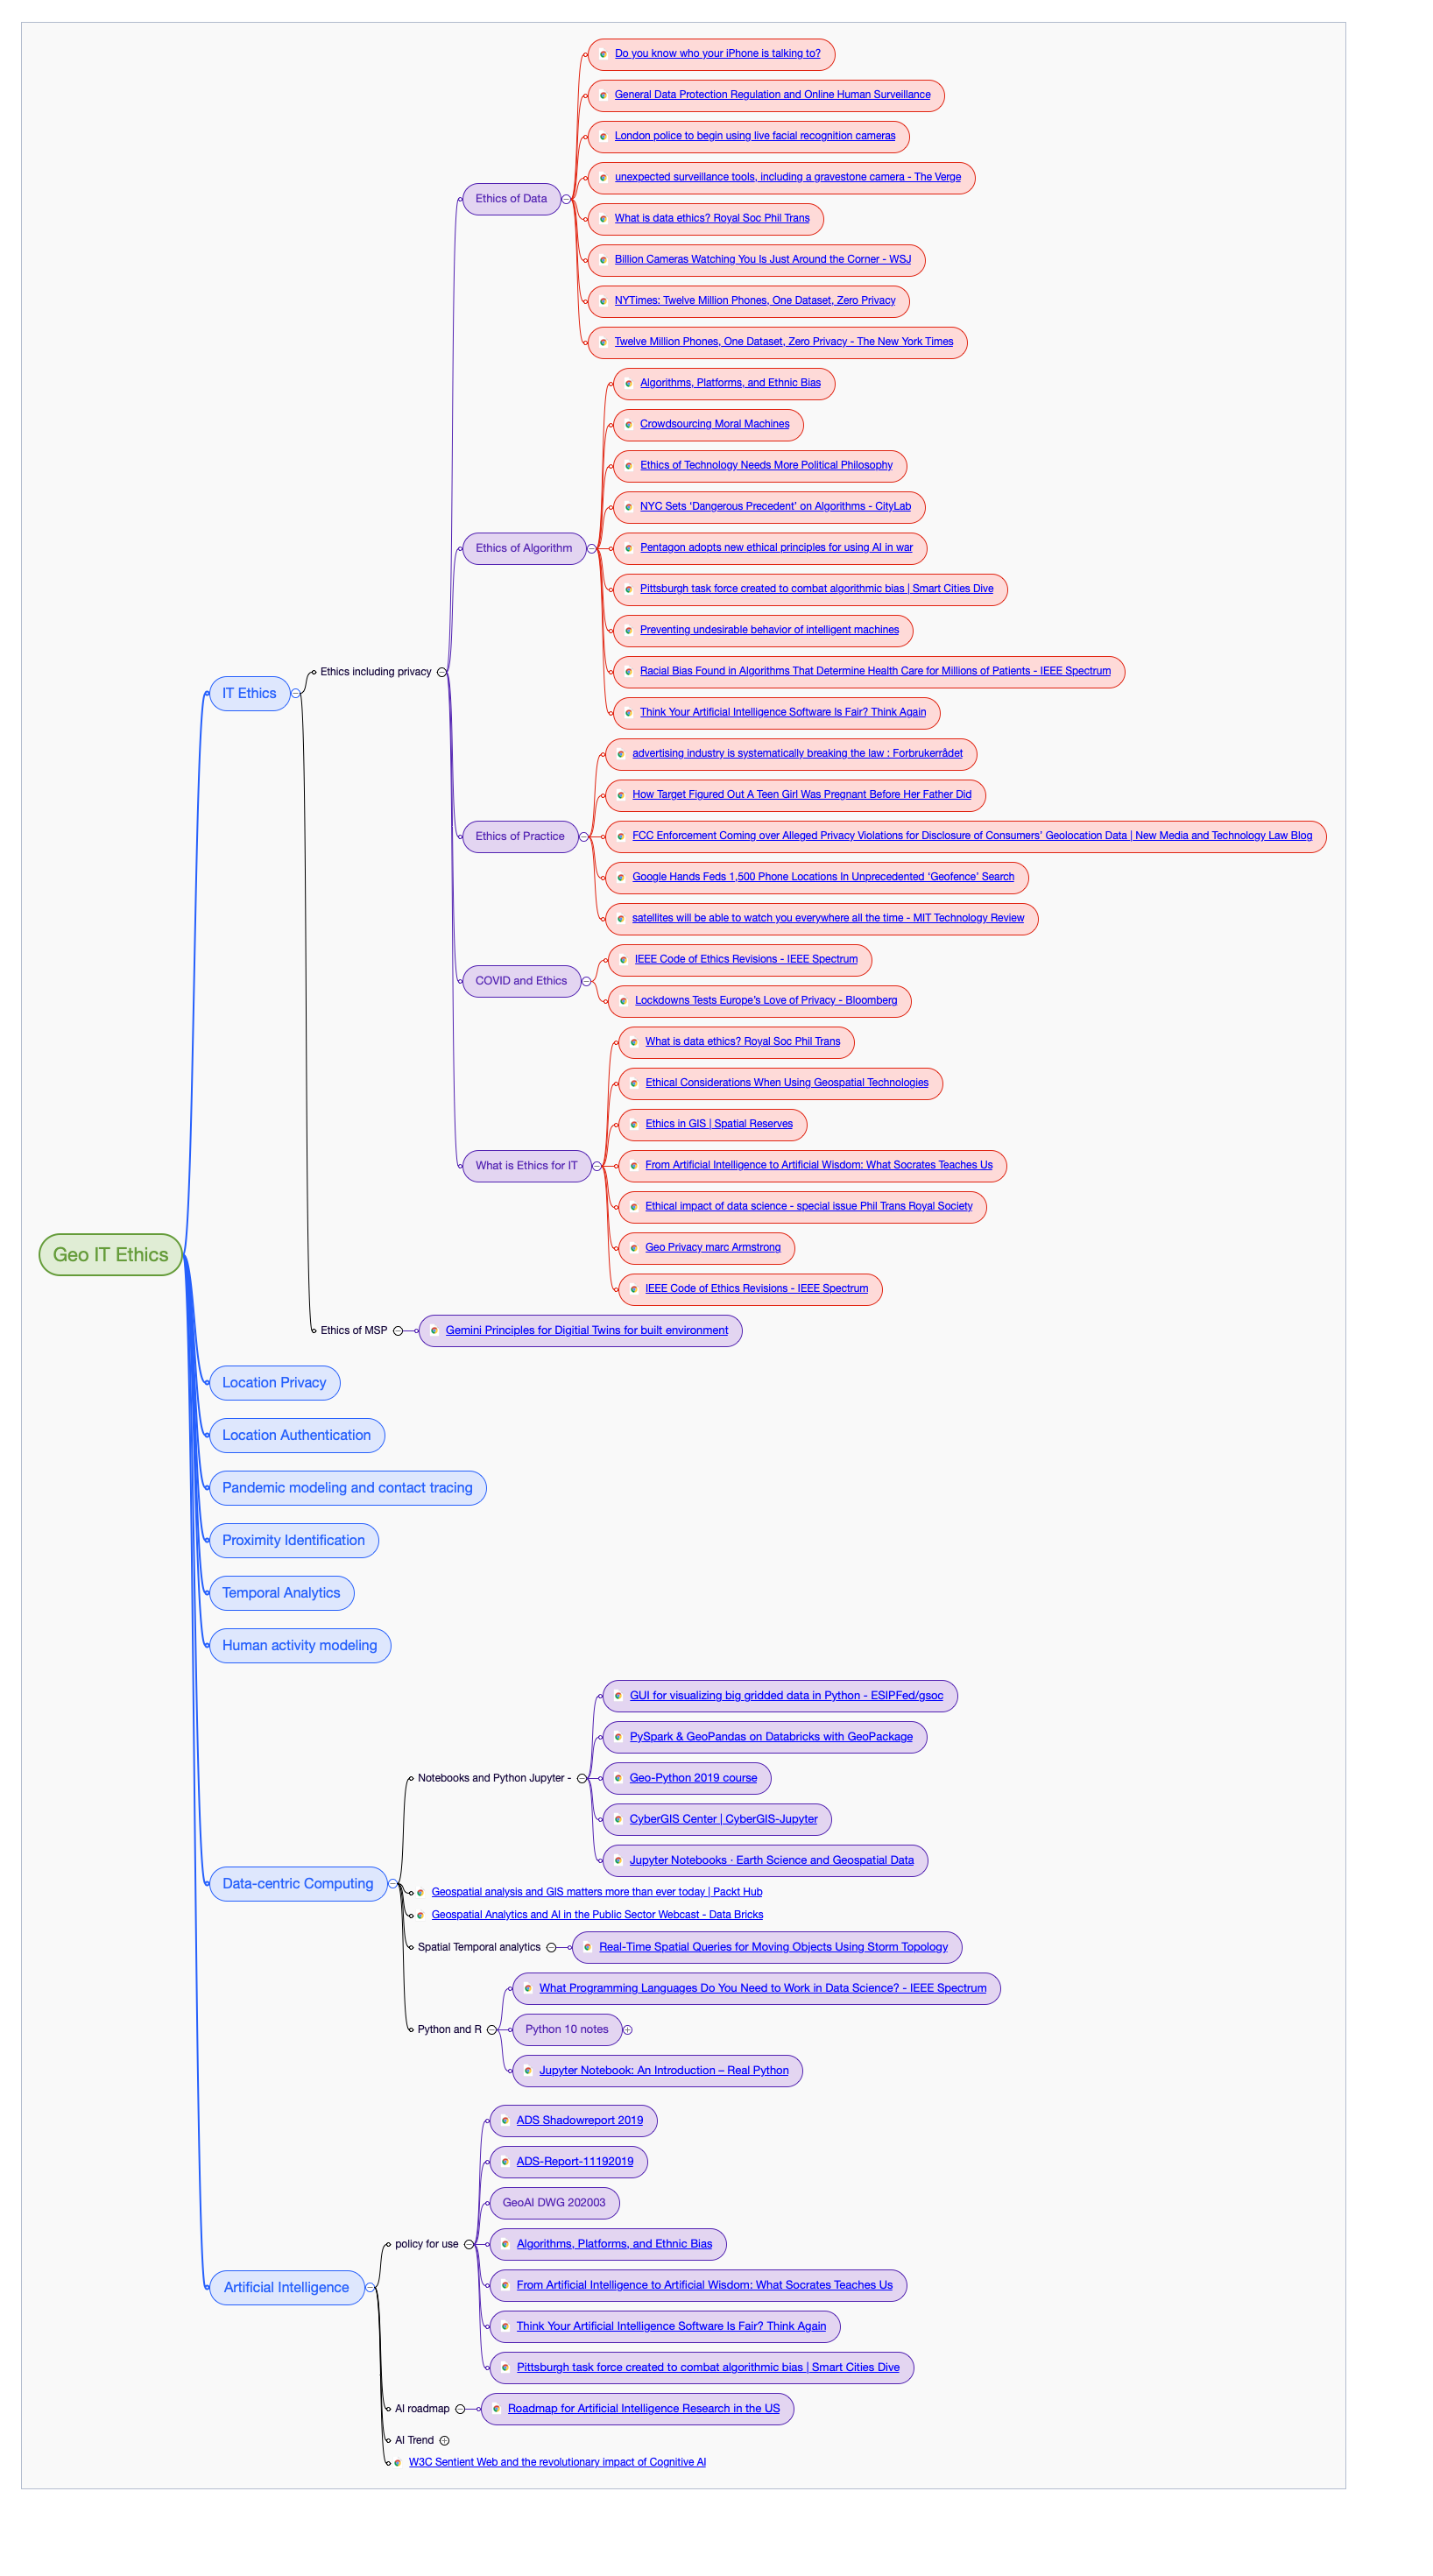 Do you know who your iPhone is talking to?
General Data Protection Regulation and Online Human Surveillance
London police to begin using live facial recognition cameras
unexpected surveillance tools, including a gravestone camera - The Verge
Ethics of Data
What is data ethics? Royal Soc Phil Trans
Billion Cameras Watching You Is Just Around the Corner - WSJ
NYTimes: Twelve Million Phones, One Dataset, Zero Privacy
Twelve Million Phones, One Dataset, Zero Privacy - The New York Times
Algorithms, Platforms, and Ethnic Bias
Crowdsourcing Moral Machines
Ethics of Technology Needs More Political Philosophy
NYC Sets ‘Dangerous Precedent’ on Algorithms - CityLab
Ethics of Algorithm
Pentagon adopts new ethical principles for using AI in war
Pittsburgh task force created to combat algorithmic bias | Smart Cities Dive
Preventing undesirable behavior of intelligent machines
Ethics including privacy
Racial Bias Found in Algorithms That Determine Health Care for Millions of Patients - IEEE Spectrum
IT Ethics
Think Your Artificial Intelligence Software Is Fair? Think Again
advertising industry is systematically breaking the law : Forbrukerrådet
How Target Figured Out A Teen Girl Was Pregnant Before Her Father Did
Ethics of Practice
FCC Enforcement Coming over Alleged Privacy Violations for Disclosure of Consumers’ Geolocation Data | New Media and Technology Law Blog
Google Hands Feds 1,500 Phone Locations In Unprecedented ‘Geofence’ Search
satellites will be able to watch you everywhere all the time - MIT Technology Review
IEEE Code of Ethics Revisions - IEEE Spectrum
COVID and Ethics
Lockdowns Tests Europe’s Love of Privacy - Bloomberg
What is data ethics? Royal Soc Phil Trans
Ethical Considerations When Using Geospatial Technologies
Ethics in GIS | Spatial Reserves
What is Ethics for IT
From Artificial Intelligence to Artificial Wisdom: What Socrates Teaches Us
Ethical impact of data science - special issue Phil Trans Royal Society
Geo IT Ethics
Geo Privacy marc Armstrong
IEEE Code of Ethics Revisions - IEEE Spectrum
Ethics of MSP
Gemini Principles for Digitial Twins for built environment
Location Privacy
Location Authentication
Pandemic modeling and contact tracing
Proximity Identification
Temporal Analytics
Human activity modeling
GUI for visualizing big gridded data in Python - ESIPFed/gsoc
PySpark & GeoPandas on Databricks with GeoPackage
Notebooks and Python Jupyter -
Geo-Python 2019 course
CyberGIS Center | CyberGIS-Jupyter
Jupyter Notebooks · Earth Science and Geospatial Data
Data-centric Computing
Geospatial analysis and GIS matters more than ever today | Packt Hub
Geospatial Analytics and AI in the Public Sector Webcast - Data Bricks
Spatial Temporal analytics
Real-Time Spatial Queries for Moving Objects Using Storm Topology
What Programming Languages Do You Need to Work in Data Science? - IEEE Spectrum
Python and R
Python 10 notes
Jupyter Notebook: An Introduction – Real Python
ADS Shadowreport 2019
ADS-Report-11192019
GeoAI DWG 202003
policy for use
Algorithms, Platforms, and Ethnic Bias
Artificial Intelligence
From Artificial Intelligence to Artificial Wisdom: What Socrates Teaches Us
Think Your Artificial Intelligence Software Is Fair? Think Again
Pittsburgh task force created to combat algorithmic bias | Smart Cities Dive
AI roadmap
Roadmap for Artificial Intelligence Research in the US
AI Trend
W3C Sentient Web and the revolutionary impact of Cognitive AI